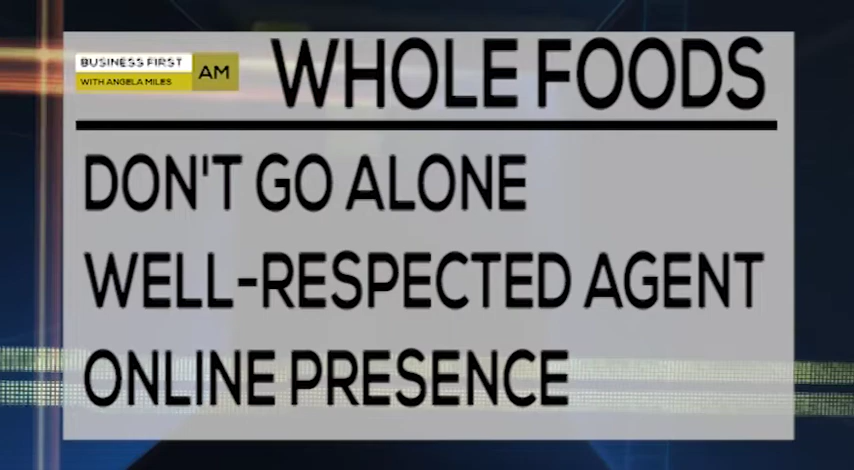 BUSINESS FIRST
WITH ANGELA MILES
AM
WHOLE FOODS
DON'T GO ALONE
WELL-RESPECTED AGENT
ONLINE PRESENCE